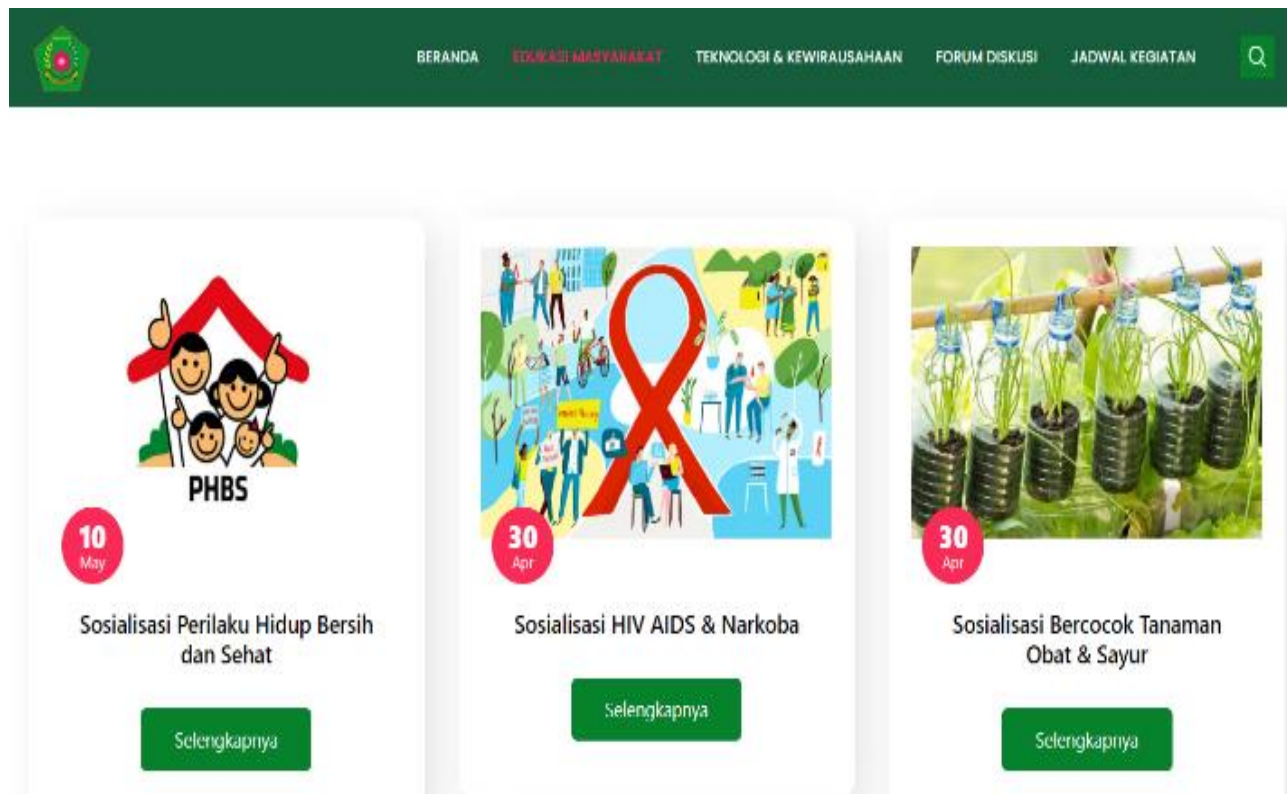 BERANDA
EDUKASI MASYARAKAT
TEKNOLOGI & KEWIRAUSAHAAN
FORUM DISKUSI
JADWAL KEGIATAN
PHBS
10
May
Sosialisasi Perilaku Hidup Bersih
dan Sehat
Selengkapnya
30
Apr
Sosialisasi HIV AIDS & Narkoba
Selengkapnya
30
Apr
Sosialisasi Bercocok Tanaman
Obat & Sayur
Selengkapnya